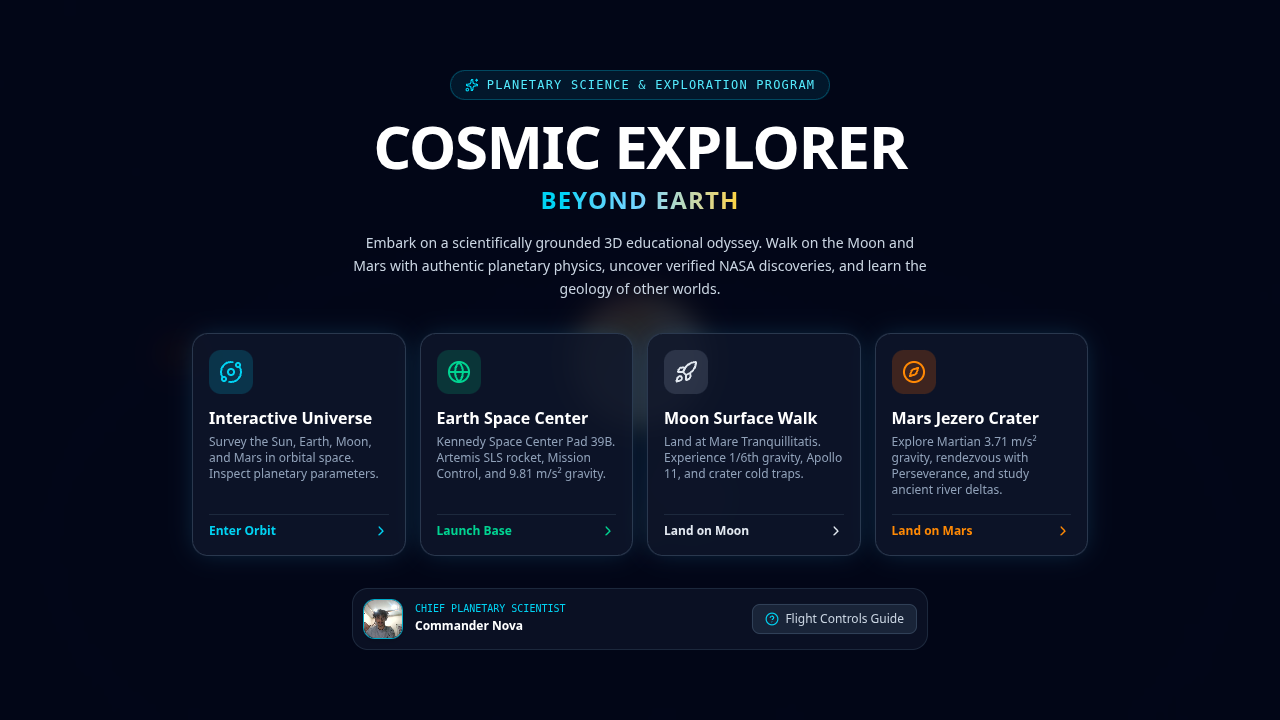 PLANETARY SCIENCE & EXPLORATION PROGRAM
COSMIC EXPLORER
BEYOND EARTH
Embark on a scientifically grounded 3D educational odyssey. Walk on the Moon and
Mars with authentic planetary physics, uncover verified NASA discoveries, and learn the
geology of other worlds.
Interactive Universe
Survey the Sun, Earth, Moon,
and Mars in orbital space.
Inspect planetary parameters.
Enter Orbit
Earth Space Center
Kennedy Space Center Pad 39B.
Artemis SLS rocket, Mission
Control, and 9.81 m/s² gravity.
Launch Base
Moon Surface Walk
Land at Mare Tranquillitatis.
Experience 1/6th gravity, Apollo
11, and crater cold traps.
Land on Moon
Mars Jezero Crater
Explore Martian 3.71 m/s²
gravity, rendezvous with
Perseverance, and study
ancient river deltas.
Land on Mars
CHIEF PLANETARY SCIENTIST
Commander Nova
Flight Controls Guide